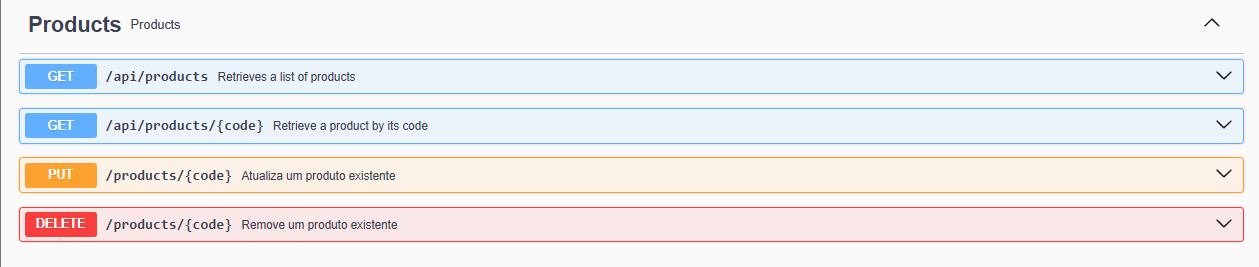 Products Products
GET /api/products Retrieves a list of products
GET /api/products/{code} Retrieve a product by its code
PUT /products/{code} Atualiza um produto existente
DELETE /products/{code} Remove um produto existente